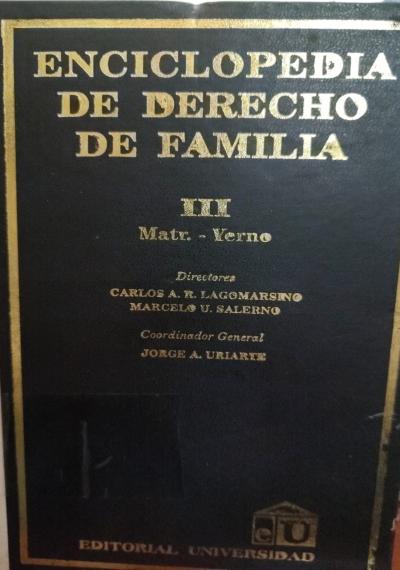 ENCICLOPEDIA
DE DERECHO
DE FAMILIA
III
Matr. - Yerno
Directores
CARLOS A. R. LAGOMARSINO
MARCELO U. SALERNO
Coordinador General
JORGE A. URIARTE
eU
EDITORIAL UNIVERSIDAD